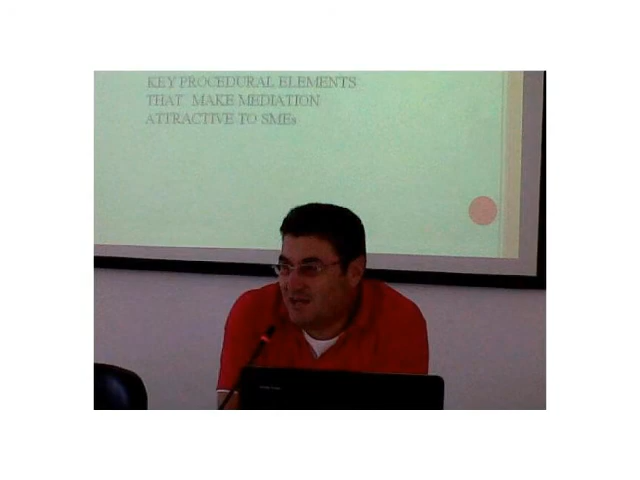 KEY PROCEDURAL ELEMENTS
THAT MAKE MEDIATION
ATTRACTIVE TO SMEs